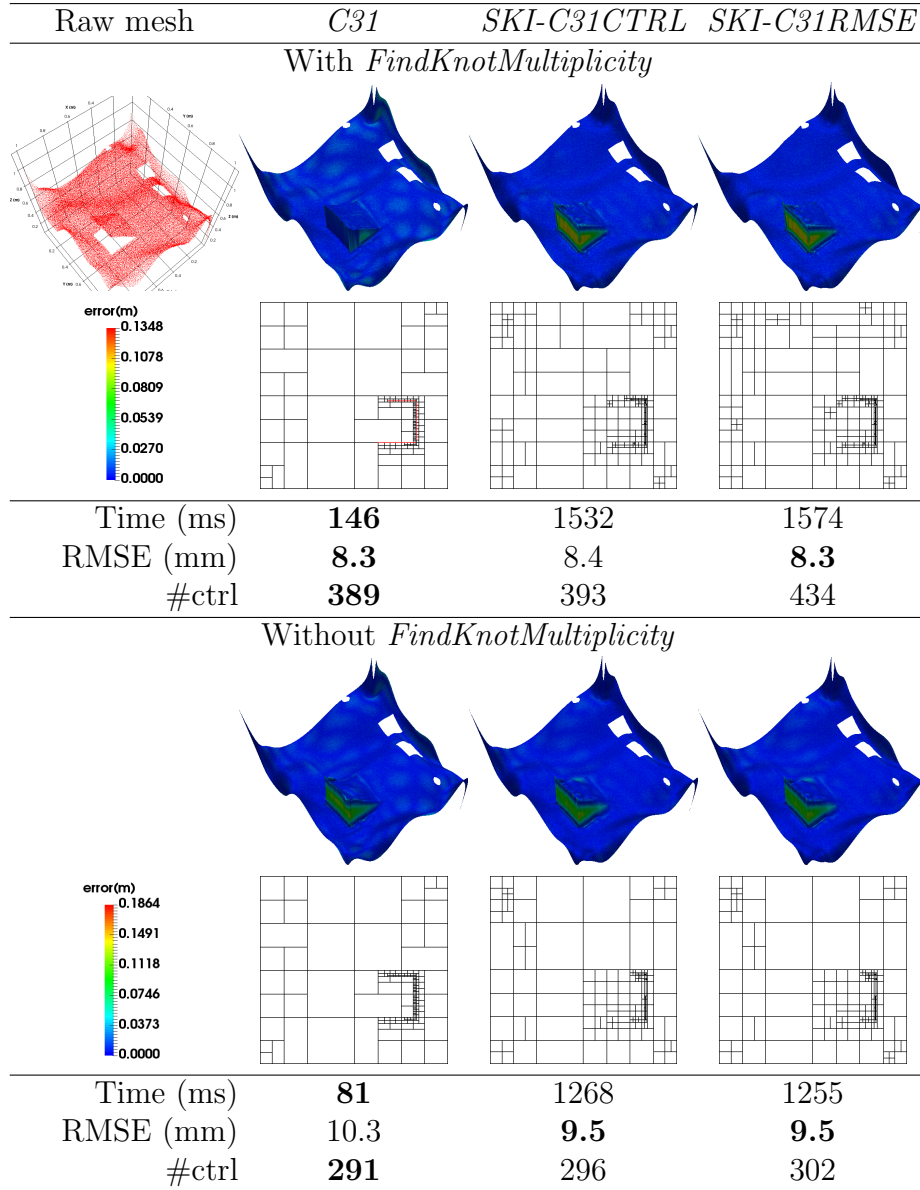 Raw mesh C31 SKI-C31CTRL SKI-C31RMSE
With FindKnotMultiplicity
error(m)
0.1348
0.1078
0.0809
0.0539
0.0270
0.0000
Time (ms) 146 1532 1574
RMSE (mm) 8.3 8.4 8.3
#ctrl 389 393 434
Without FindKnotMultiplicity
error(m)
0.1864
0.1491
0.1118
0.0746
0.0373
0.0000
Time (ms) 81 1268 1255
RMSE (mm) 10.3 9.5 9.5
#ctrl 291 296 302